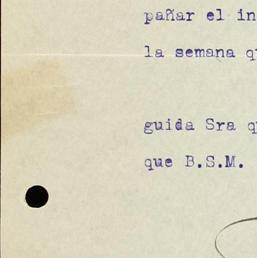 pañar el in
la semana q
guida Sra q
que B.S.M.